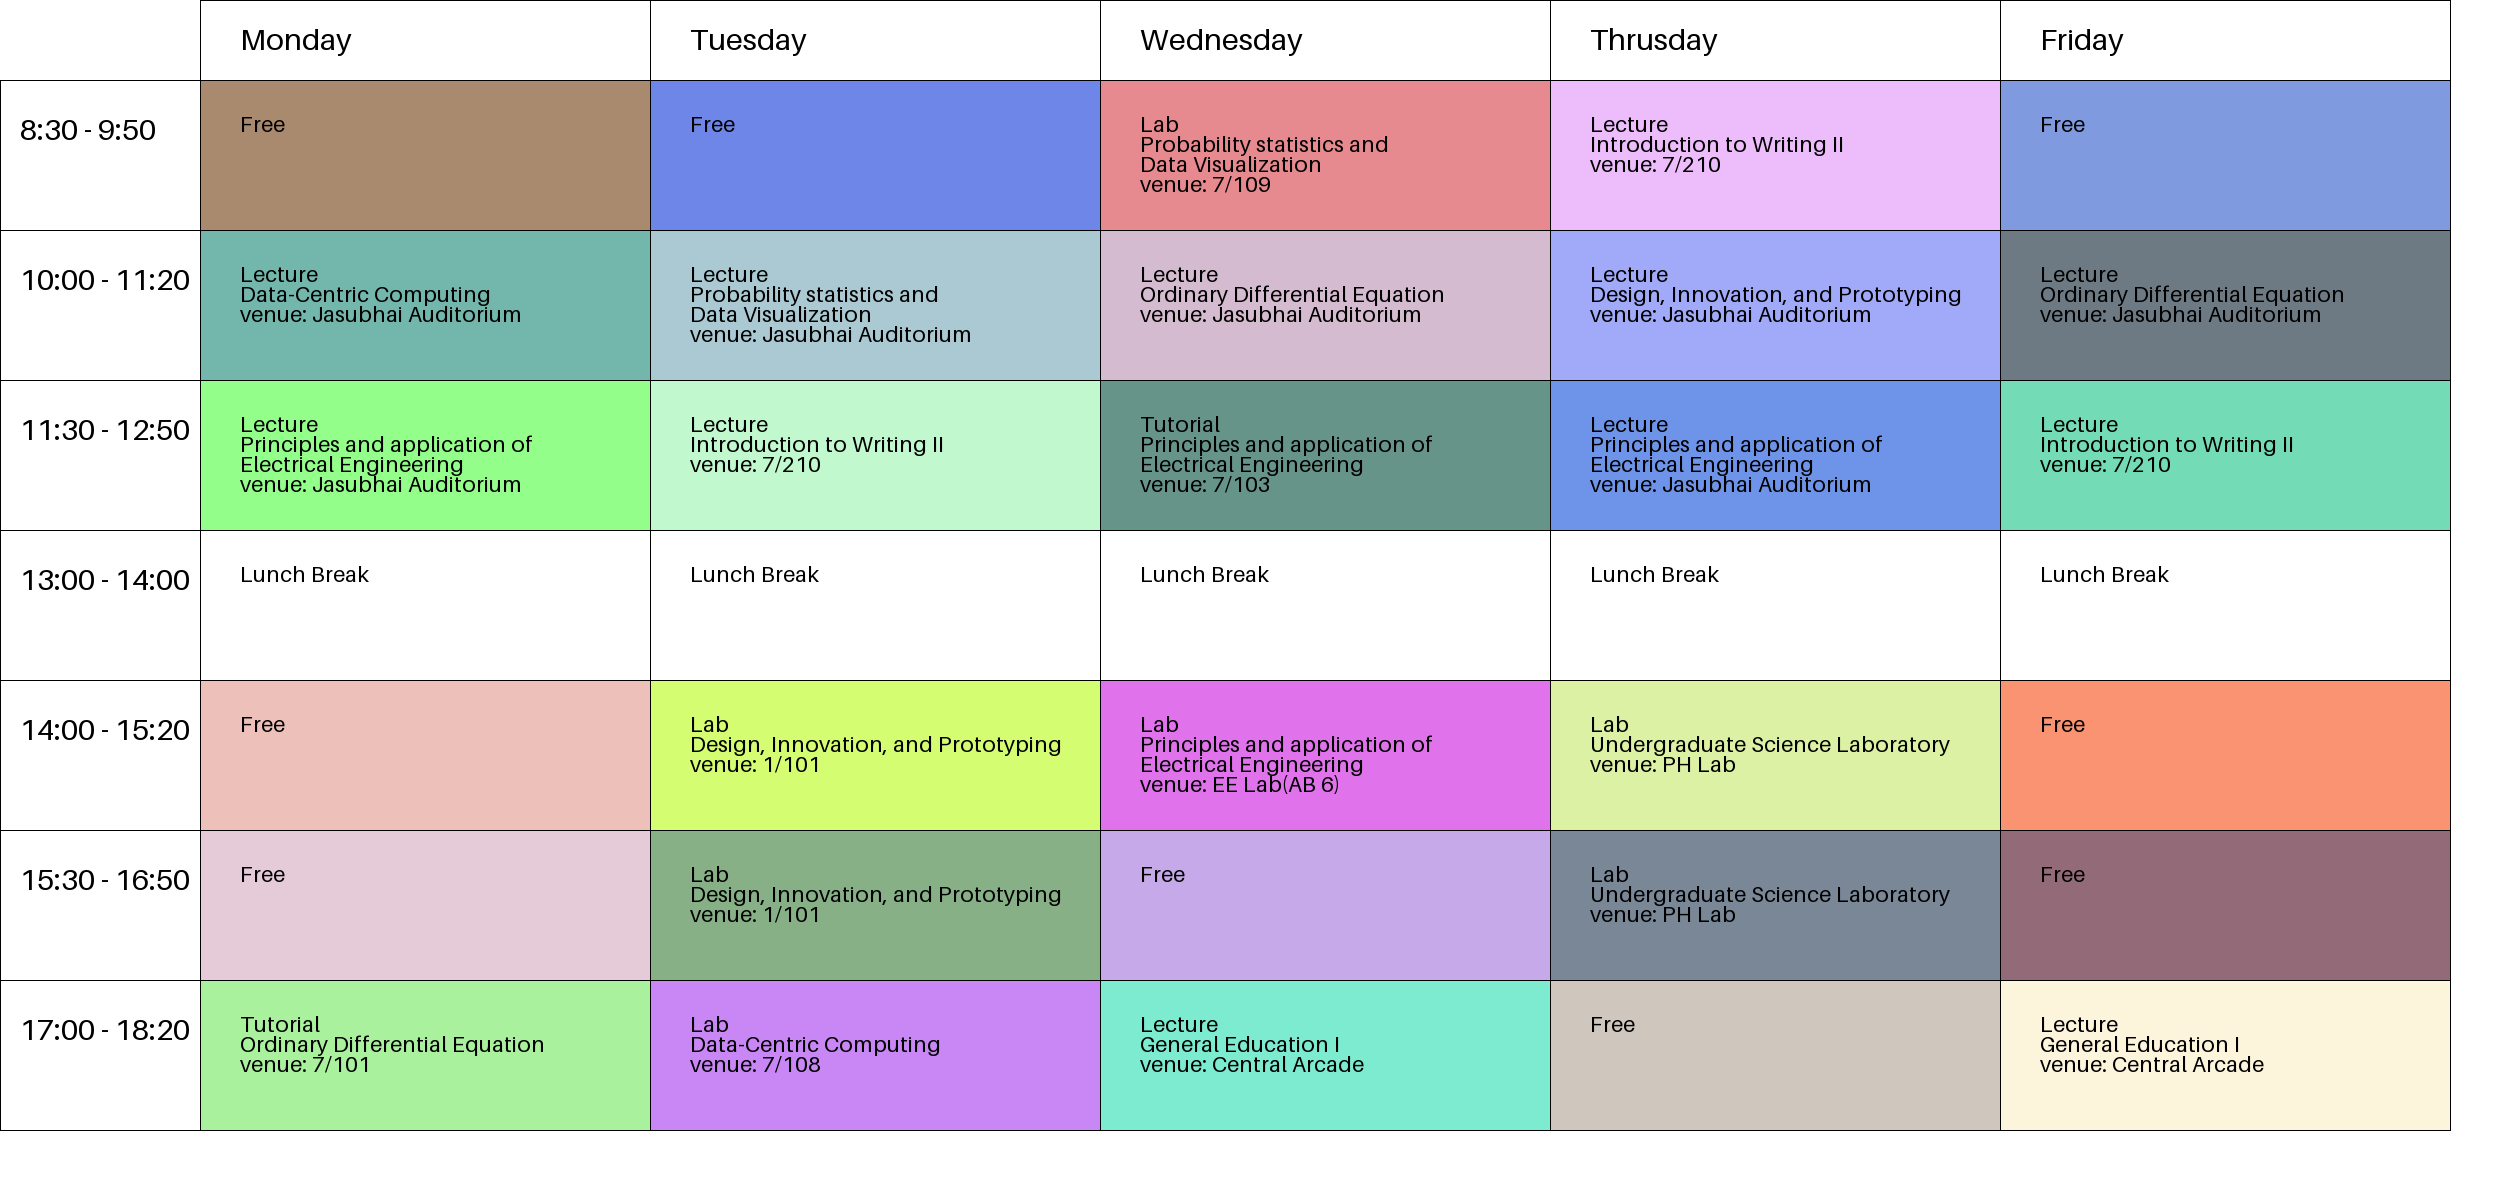 Monday
Tuesday
Wednesday
Thrusday
Friday
8:30 - 9:50
Free
Free
Lab
Probability statistics and
Data Visualization
venue: 7/109
Lecture
Introduction to Writing II
venue: 7/210
Free
10:00 - 11:20
Lecture
Data-Centric Computing
venue: Jasubhai Auditorium
Lecture
Probability statistics and
Data Visualization
venue: Jasubhai Auditorium
Lecture
Ordinary Differential Equation
venue: Jasubhai Auditorium
Lecture
Design, Innovation, and Prototyping
venue: Jasubhai Auditorium
Lecture
Ordinary Differential Equation
venue: Jasubhai Auditorium
11:30 - 12:50
Lecture
Principles and application of
Electrical Engineering
venue: Jasubhai Auditorium
Lecture
Introduction to Writing II
venue: 7/210
Tutorial
Principles and application of
Electrical Engineering
venue: 7/103
Lecture
Principles and application of
Electrical Engineering
venue: Jasubhai Auditorium
Lecture
Introduction to Writing II
venue: 7/210
13:00 - 14:00
Lunch Break
Lunch Break
Lunch Break
Lunch Break
Lunch Break
14:00 - 15:20
Free
Lab
Design, Innovation, and Prototyping
venue: 1/101
Lab
Principles and application of
Electrical Engineering
venue: EE Lab(AB 6)
Lab
Undergraduate Science Laboratory
venue: PH Lab
Free
15:30 - 16:50
Free
Lab
Design, Innovation, and Prototyping
venue: 1/101
Free
Lab
Undergraduate Science Laboratory
venue: PH Lab
Free
17:00 - 18:20
Tutorial
Ordinary Differential Equation
venue: 7/101
Lab
Data-Centric Computing
venue: 7/108
Lecture
General Education I
venue: Central Arcade
Free
Lecture
General Education I
venue: Central Arcade